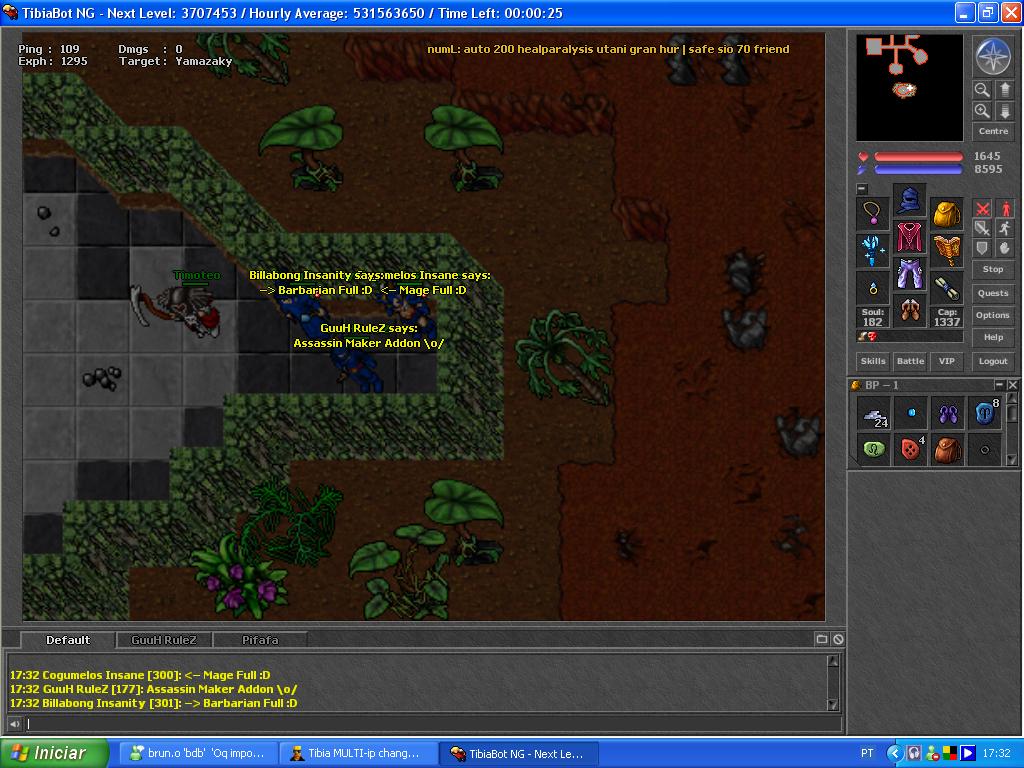 TibiaBot NG - Next Level: 3707453 / Hourly Average: 531563650 / Time Left: 00:00:25
Ping : 109 Dmgs : 0
Exph : 1295 Target : Yamazaky
numL: auto 200 healparalysis utani gran hur | safe sio 70 friend
Centre
1645
8595
Timoteo
Billabong Insanity says:
melos Insane says:
--> Barbarian Full :D
<-- Mage Full :D
GuuH RuleZ says:
Assassin Maker Addon \o/
Soul:
182
Cap:
1337
Stop
Quests
Options
Help
Skills Battle VIP Logout
BP - 1
24
8
4
Default GuuH RuleZ Pifafa
17:32 Cogumelos Insane [300]: <-- Mage Full :D
17:32 GuuH RuleZ [177]: Assassin Maker Addon \o/
17:32 Billabong Insanity [301]: --> Barbarian Full :D
Iniciar
brun.o 'bdb' 'Oq impo...
Tibia MULTI-ip chang...
TibiaBot NG - Next Le...
PT
17:32